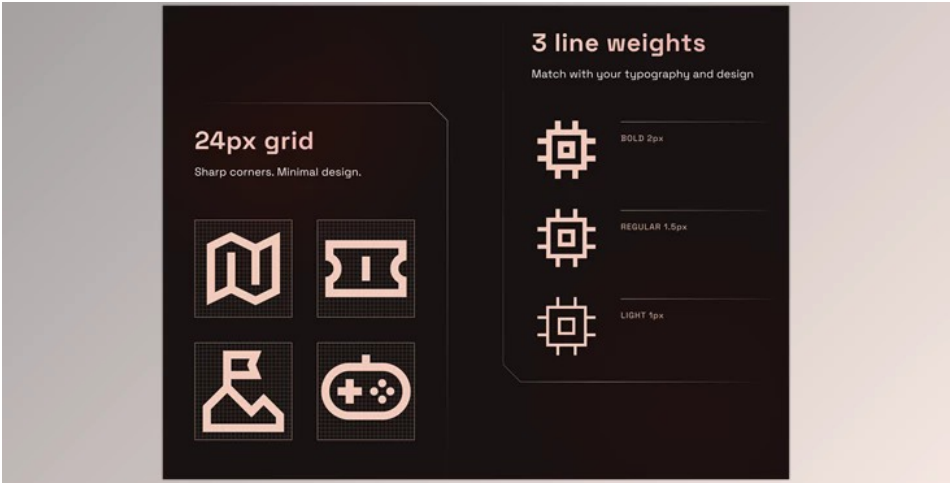 24px grid
Sharp corners. Minimal design.
3 line weights
Match with your typography and design
BOLD 2px
REGULAR 1.5px
LIGHT 1px